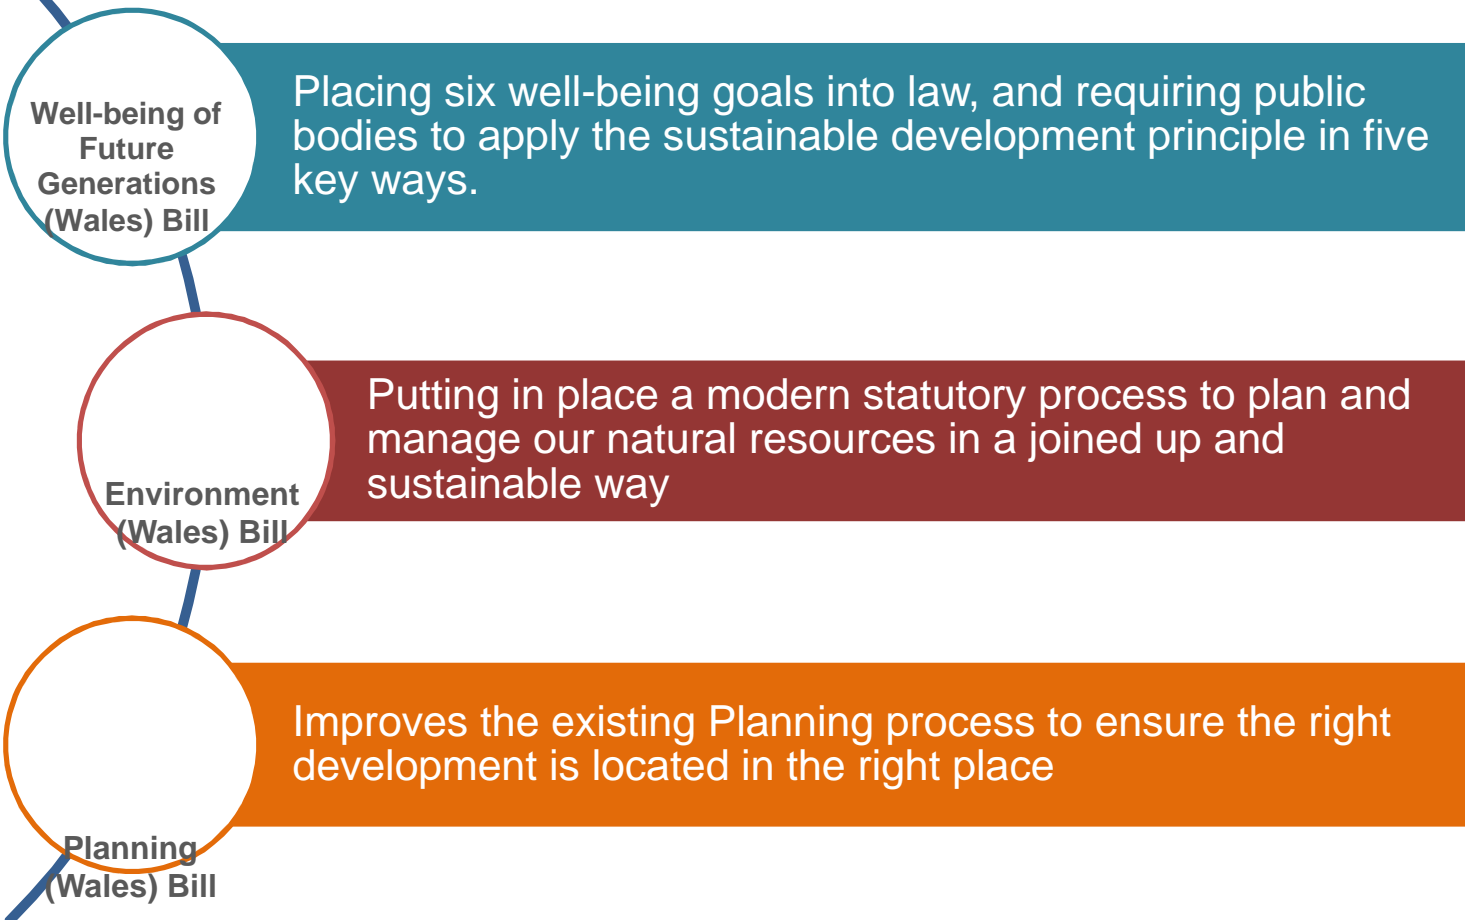 Well-being of
Future
Generations
(Wales) Bill
Placing six well-being goals into law, and requiring public
bodies to apply the sustainable development principle in five
key ways.
Environment
(Wales) Bill
Putting in place a modern statutory process to plan and
manage our natural resources in a joined up and
sustainable way
Planning
(Wales) Bill
Improves the existing Planning process to ensure the right
development is located in the right place